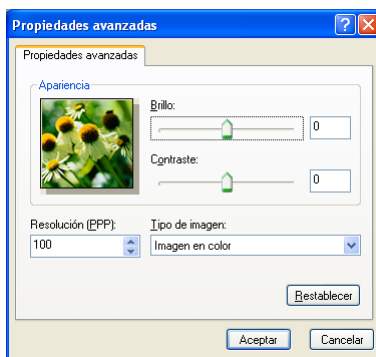 Propiedades avanzadas
Propiedades avanzadas
Apariencia
Brillo:
0
Contraste:
0
Resolución (PPP):
Tipo de imagen:
100
Imagen en color
Restablecer
Aceptar
Cancelar